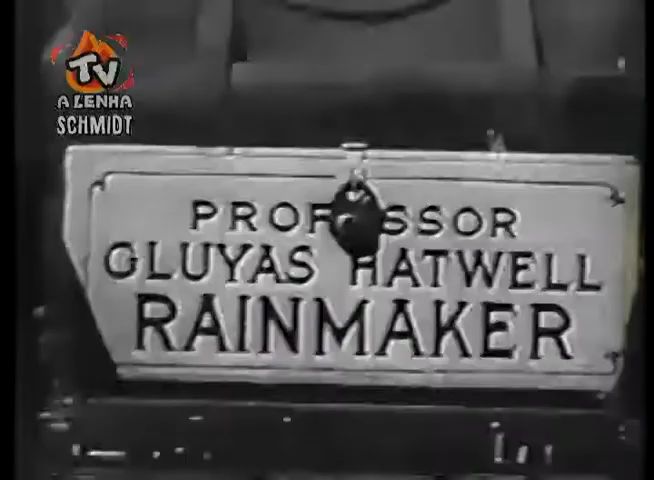 TV
A LENHA
SCHMIDT
PROFESSOR
GLUYAS HATWELL
RAINMAKER